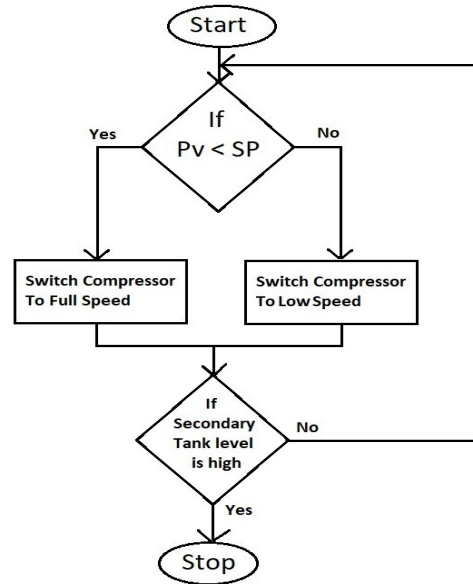 Start
If
Pv < SP
Yes
No
Switch Compressor
To Full Speed
Switch Compressor
To Low Speed
If
Secondary
Tank level
is high
No
Yes
Stop